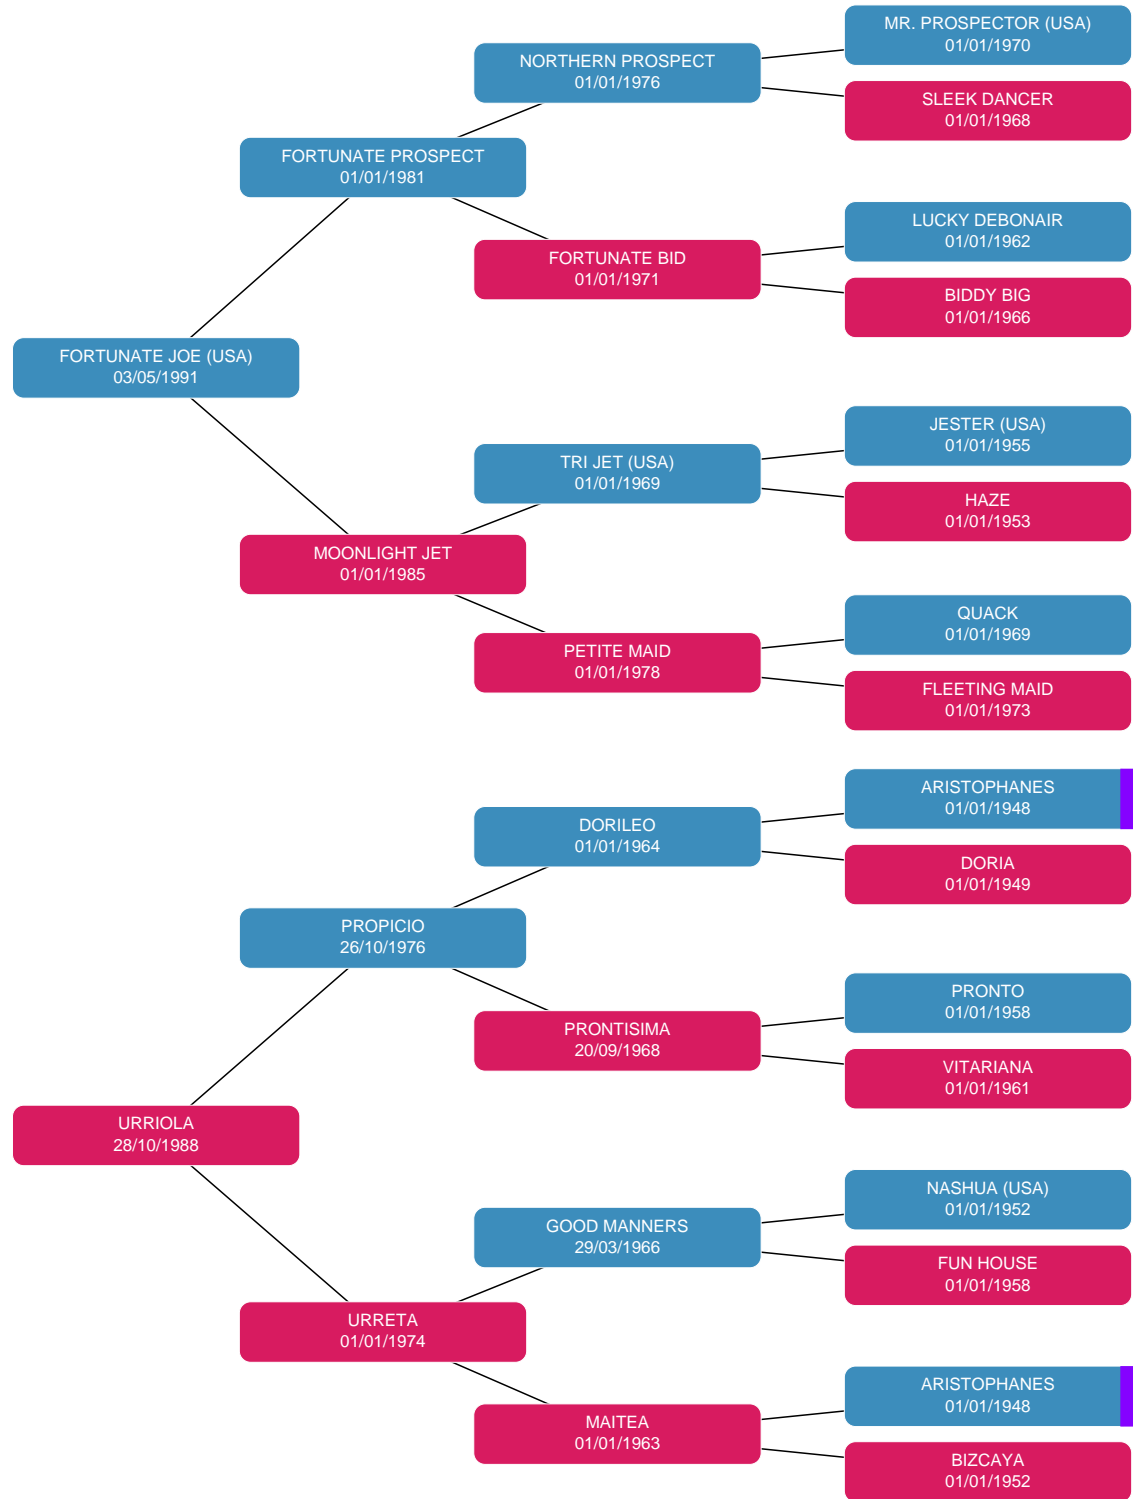 MR. PROSPECTOR (USA)
01/01/1970
NORTHERN PROSPECT
01/01/1976
SLEEK DANCER
01/01/1968
FORTUNATE PROSPECT
01/01/1981
LUCKY DEBONAIR
01/01/1962
FORTUNATE BID
01/01/1971
BIDDY BIG
01/01/1966
FORTUNATE JOE (USA)
03/05/1991
JESTER (USA)
01/01/1955
TRI JET (USA)
01/01/1969
HAZE
01/01/1953
MOONLIGHT JET
01/01/1985
QUACK
01/01/1969
PETITE MAID
01/01/1978
FLEETING MAID
01/01/1973
ARISTOPHANES
01/01/1948
DORILEO
01/01/1964
DORIA
01/01/1949
PROPICIO
26/10/1976
PRONTO
01/01/1958
PRONTISIMA
20/09/1968
VITARIANA
01/01/1961
URRIOLA
28/10/1988
NASHUA (USA)
01/01/1952
GOOD MANNERS
29/03/1966
FUN HOUSE
01/01/1958
URRETA
01/01/1974
ARISTOPHANES
01/01/1948
MAITEA
01/01/1963
BIZCAYA
01/01/1952